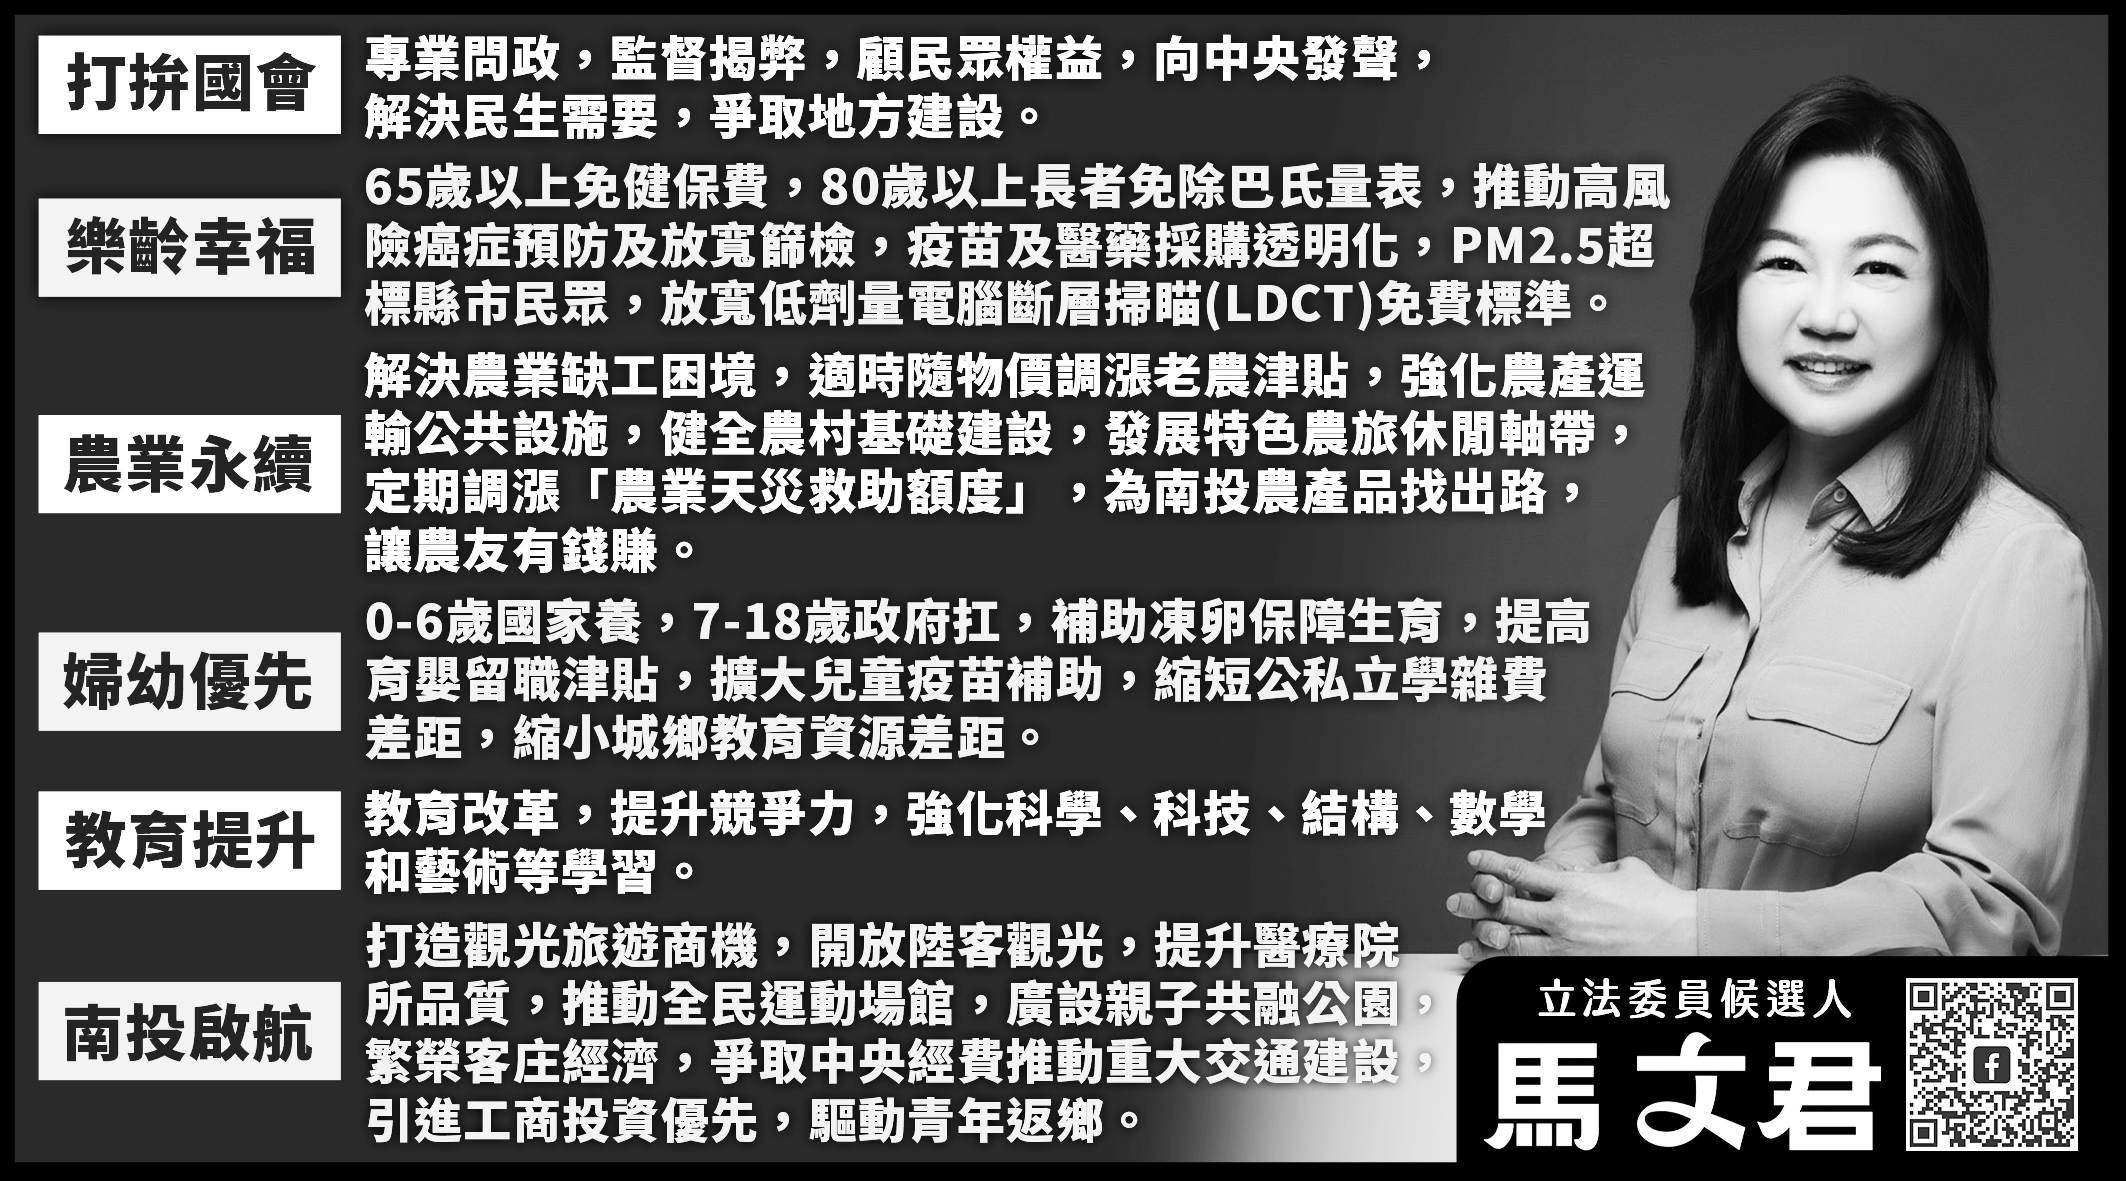 打拚國會
專業問政，監督揭弊，顧民眾權益，向中央發聲，
解決民生需要，爭取地方建設。
樂齡幸福
65歲以上免健保費，80歲以上長者免除巴氏量表，推動高風
險癌症預防及放寬篩檢，疫苗及醫藥採購透明化，PM2.5超
標縣市民眾，放寬低劑量電腦斷層掃瞄(LDCT)免費標準。
農業永續
解決農業缺工困境，適時隨物價調漲老農津貼，強化農產運
輸公共設施，健全農村基礎建設，發展特色農旅休閒軸帶，
定期調漲「農業天災救助額度」，為南投農產品找出路，
讓農友有錢賺。
婦幼優先
0-6歲國家養，7-18歲政府扛，補助凍卵保障生育，提高
育嬰留職津貼，擴大兒童疫苗補助，縮短公私立學雜費
差距，縮小城鄉教育資源差距。
教育提升
教育改革，提升競爭力，強化科學、科技、結構、數學
和藝術等學習。
南投啟航
打造觀光旅遊商機，開放陸客觀光，提升醫療院
所品質，推動全民運動場館，廣設親子共融公園，
繁榮客庄經濟，爭取中央經費推動重大交通建設，
引進工商投資優先，驅動青年返鄉。
立法委員候選人
馬文君